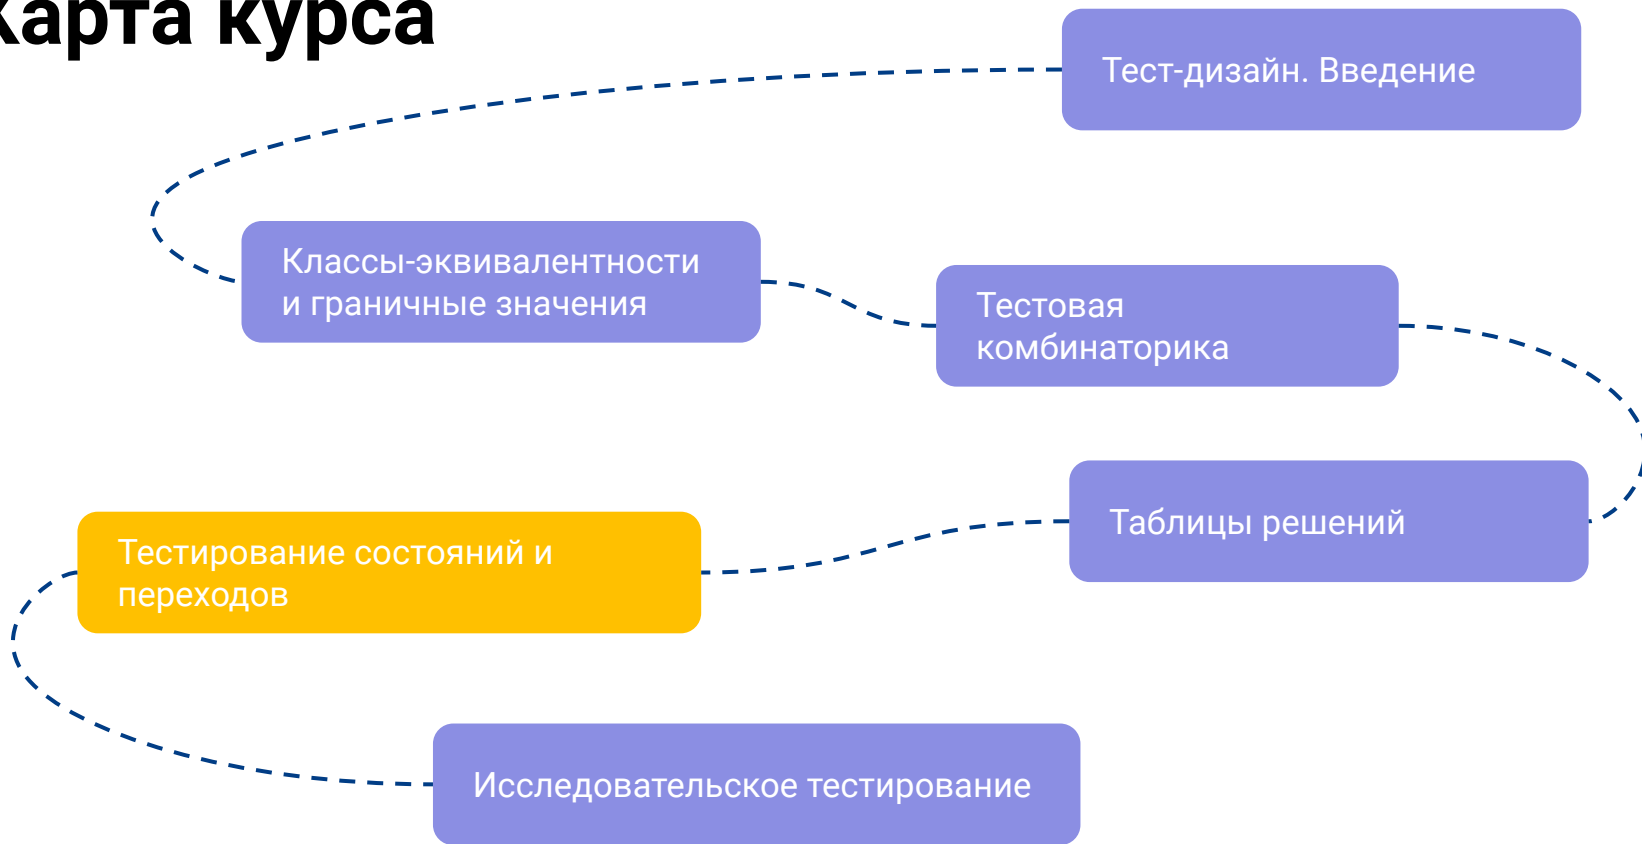 Карта курса
Тест-дизайн. Введение
Классы-эквивалентности
и граничные значения
Тестовая
комбинаторика
Таблицы решений
Тестирование состояний и
переходов
Исследовательское тестирование